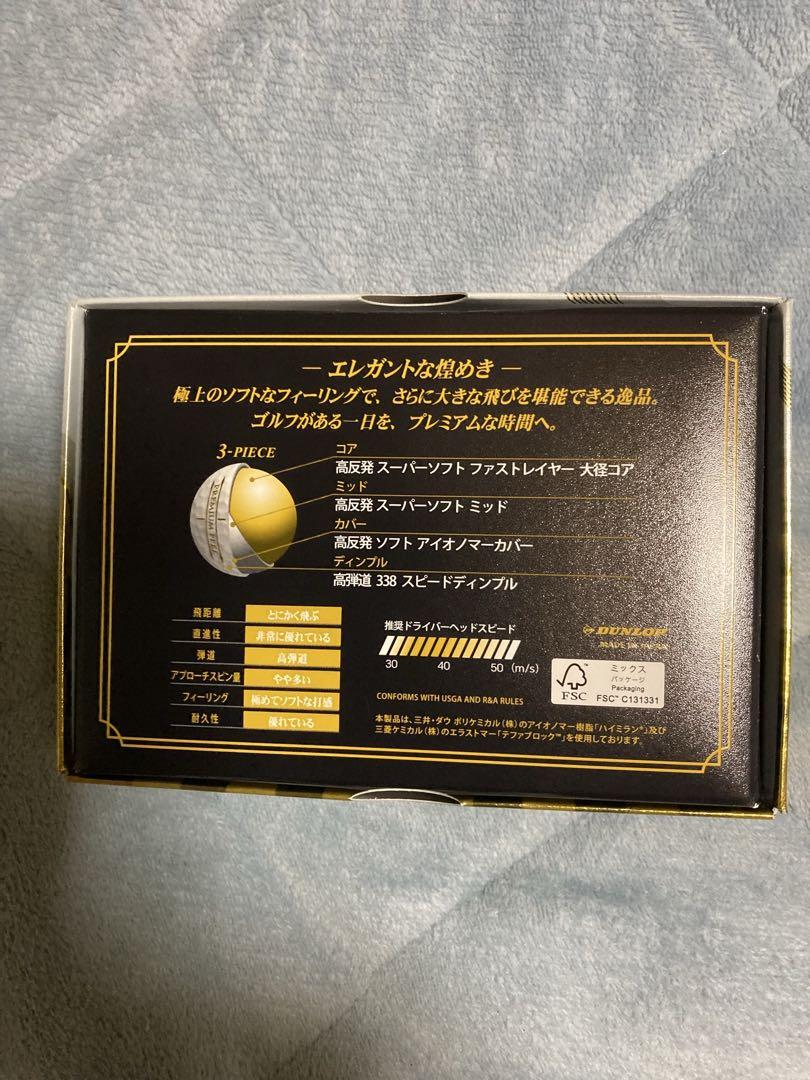 — エレガントな煌めき —
極上のソフトなフィーリングで、さらに大きな飛びを堪能できる逸品。
ゴルフがある一日を、プレミアムな時間へ。
3-PIECE
コア
高反発 スーパーソフト ファストレイヤー 大径コア
ミッド
高反発 スーパーソフト ミッド
カバー
高反発 ソフト アイオノマーカバー
ディンプル
高弾道 338 スピードディンプル
飛距離 とにかく飛ぶ
直進性 非常に優れている
弾道 高弾道
アプローチスピン量 やや多い
フィーリング 極めてソフトな打感
耐久性 優れている
推奨ドライバーヘッドスピード
30 40 50 (m/s)
CONFORMS WITH USGA AND R&A RULES
DUNLOP
MADE IN JAPAN
FSC
ミックス
パッケージ
Packaging
FSC™ C131331
本製品は、三井・ダウ ポリケミカル(株)のアイオノマー樹脂「ハイミラン®」及び
三菱ケミカル(株)のエラストマー「テファブロック™」を使用しております。